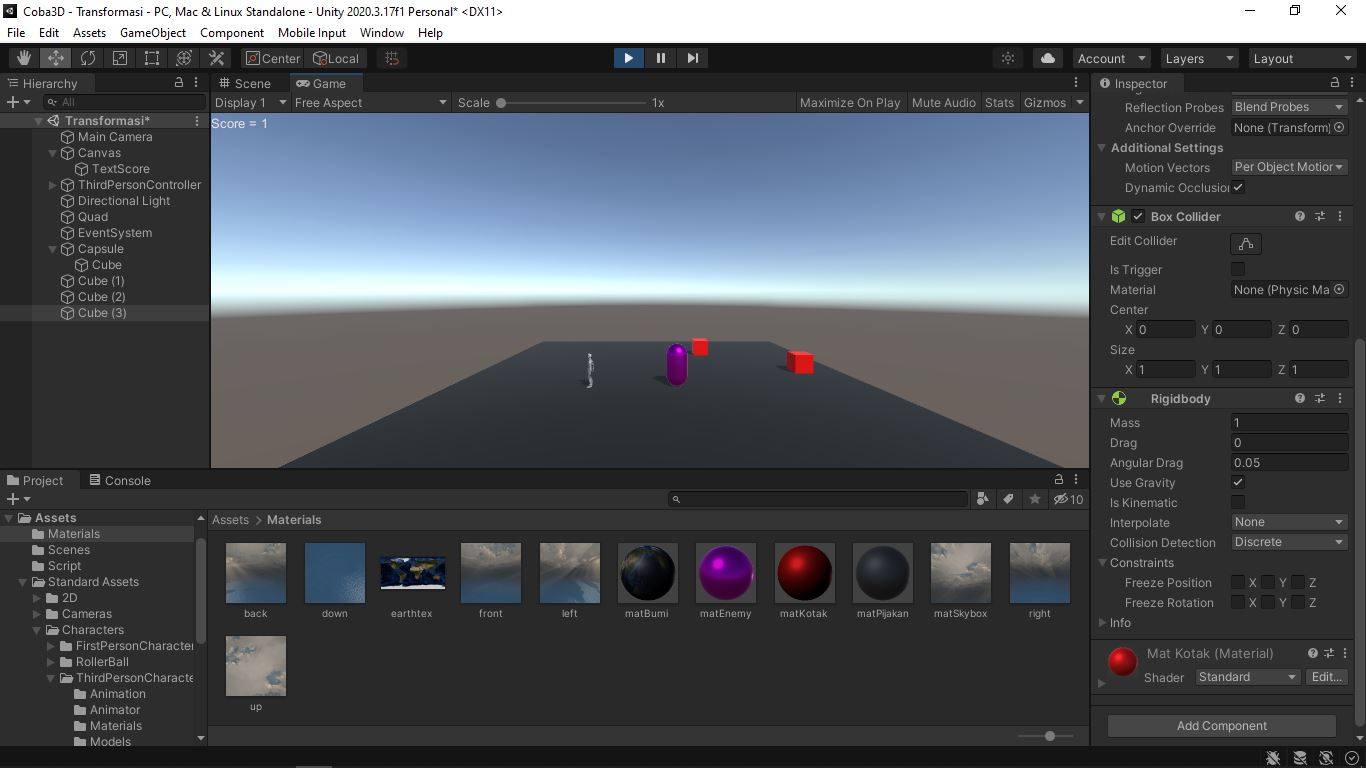 Coba3D - Transformasi - PC, Mac & Linux Standalone - Unity 2020.3.17f1 Personal* <DX11>
File Edit Assets GameObject Component Mobile Input Window Help
Center Local Account Layers Layout
Hierarchy
All
Transformasi*
Main Camera
Canvas
TextScore
ThirdPersonController
Directional Light
Quad
EventSystem
Capsule
Cube
Cube (1)
Cube (2)
Cube (3)
Scene Game
Display 1 Free Aspect Scale 1x Maximize On Play Mute Audio Stats Gizmos
Score = 1
Inspector
Reflection Probes Blend Probes
Anchor Override None (Transform)
Additional Settings
Motion Vectors Per Object Motior
Dynamic Occlusior
Box Collider
Edit Collider
Is Trigger
Material None (Physic Ma
Center
X 0 Y 0 Z 0
Size
X 1 Y 1 Z 1
Rigidbody
Mass 1
Drag 0
Angular Drag 0.05
Use Gravity
Is Kinematic
Interpolate None
Collision Detection Discrete
Constraints
Freeze Position X Y Z
Freeze Rotation X Y Z
Info
Mat Kotak (Material)
Shader Standard Edit...
Add Component
Project Console
10
Assets
Materials
Scenes
Script
Standard Assets
2D
Cameras
Characters
FirstPersonCharacter
RollerBall
ThirdPersonCharacte
Animation
Animator
Materials
Models
Assets > Materials
back down earthtex front left matBumi matEnemy matKotak matPijakan matSkybox right
up